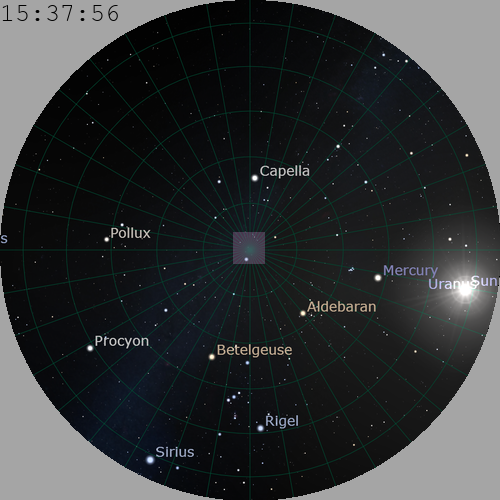 15:37:56
Capella
Pollux
s
Mercury
Uranus
Sun
Aldebaran
Procyon
Betelgeuse
Rigel
Sirius